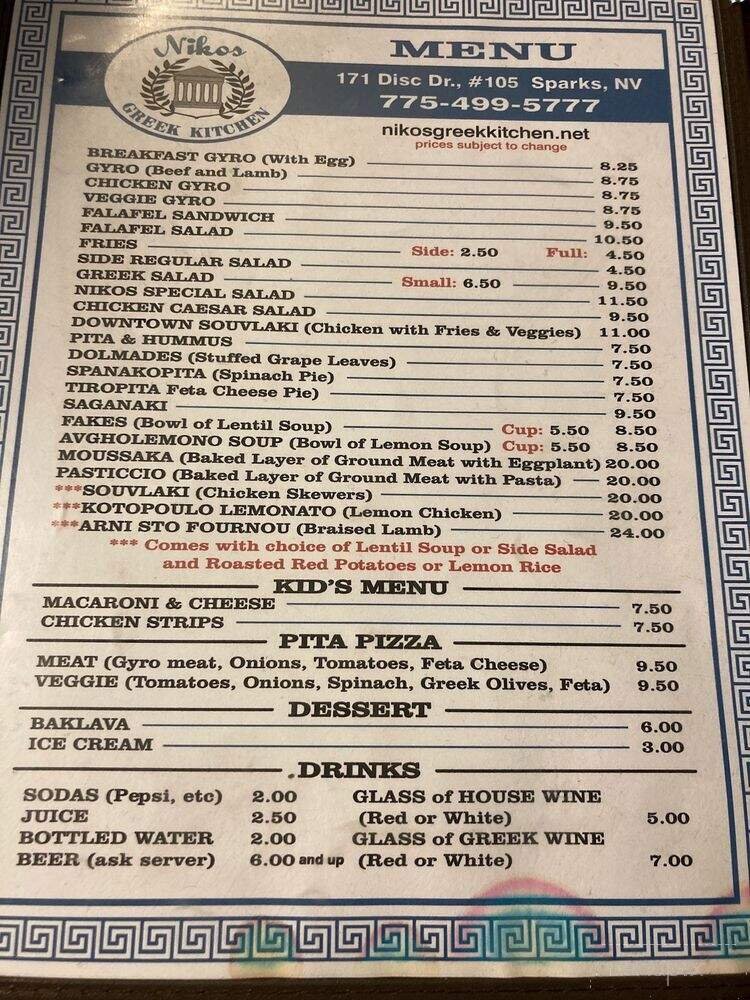 Nikos
GREEK KITCHEN
MENU
171 Disc Dr., #105 Sparks, NV
775-499-5777
nikosgreekkitchen.net
prices subject to change
BREAKFAST GYRO (With Egg) 8.25
GYRO (Beef and Lamb) 8.75
CHICKEN GYRO 8.75
VEGGIE GYRO 8.75
FALAFEL SANDWICH 9.50
FALAFEL SALAD 10.50
FRIES Side: 2.50 Full: 4.50
SIDE REGULAR SALAD 4.50
GREEK SALAD Small: 6.50 9.50
NIKOS SPECIAL SALAD 11.50
CHICKEN CAESAR SALAD 9.50
DOWNTOWN SOUVLAKI (Chicken with Fries & Veggies) 11.00
PITA & HUMMUS 7.50
DOLMADES (Stuffed Grape Leaves) 7.50
SPANAKOPITA (Spinach Pie) 7.50
TIROPITA Feta Cheese Pie) 7.50
SAGANAKI 9.50
FAKES (Bowl of Lentil Soup) Cup: 5.50 8.50
AVGHOLEMONO SOUP (Bowl of Lemon Soup) Cup: 5.50 8.50
MOUSSAKA (Baked Layer of Ground Meat with Eggplant) 20.00
PASTICCIO (Baked Layer of Ground Meat with Pasta) 20.00
***SOUVLAKI (Chicken Skewers) 20.00
***KOTOPOULO LEMONATO (Lemon Chicken) 20.00
***ARNI STO FOURNOU (Braised Lamb) 24.00
*** Comes with choice of Lentil Soup or Side Salad
and Roasted Red Potatoes or Lemon Rice
KID'S MENU
MACARONI & CHEESE 7.50
CHICKEN STRIPS 7.50
PITA PIZZA
MEAT (Gyro meat, Onions, Tomatoes, Feta Cheese) 9.50
VEGGIE (Tomatoes, Onions, Spinach, Greek Olives, Feta) 9.50
DESSERT
BAKLAVA 6.00
ICE CREAM 3.00
.DRINKS
SODAS (Pepsi, etc) 2.00 GLASS of HOUSE WINE
JUICE 2.50 (Red or White) 5.00
BOTTLED WATER 2.00 GLASS of GREEK WINE
BEER (ask server) 6.00 and up (Red or White) 7.00